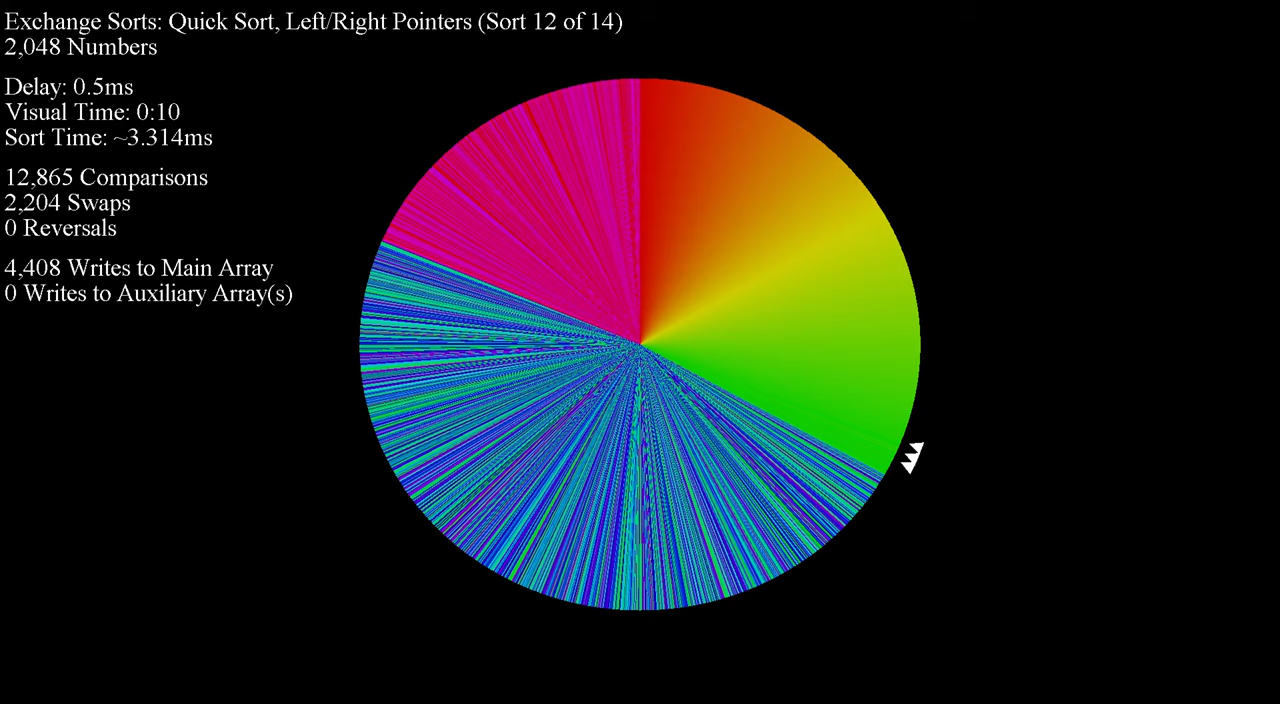 Exchange Sorts: Quick Sort, Left/Right Pointers (Sort 12 of 14)
2,048 Numbers
Delay: 0.5ms
Visual Time: 0:10
Sort Time: ~3.314ms
12,865 Comparisons
2,204 Swaps
0 Reversals
4,408 Writes to Main Array
0 Writes to Auxiliary Array(s)